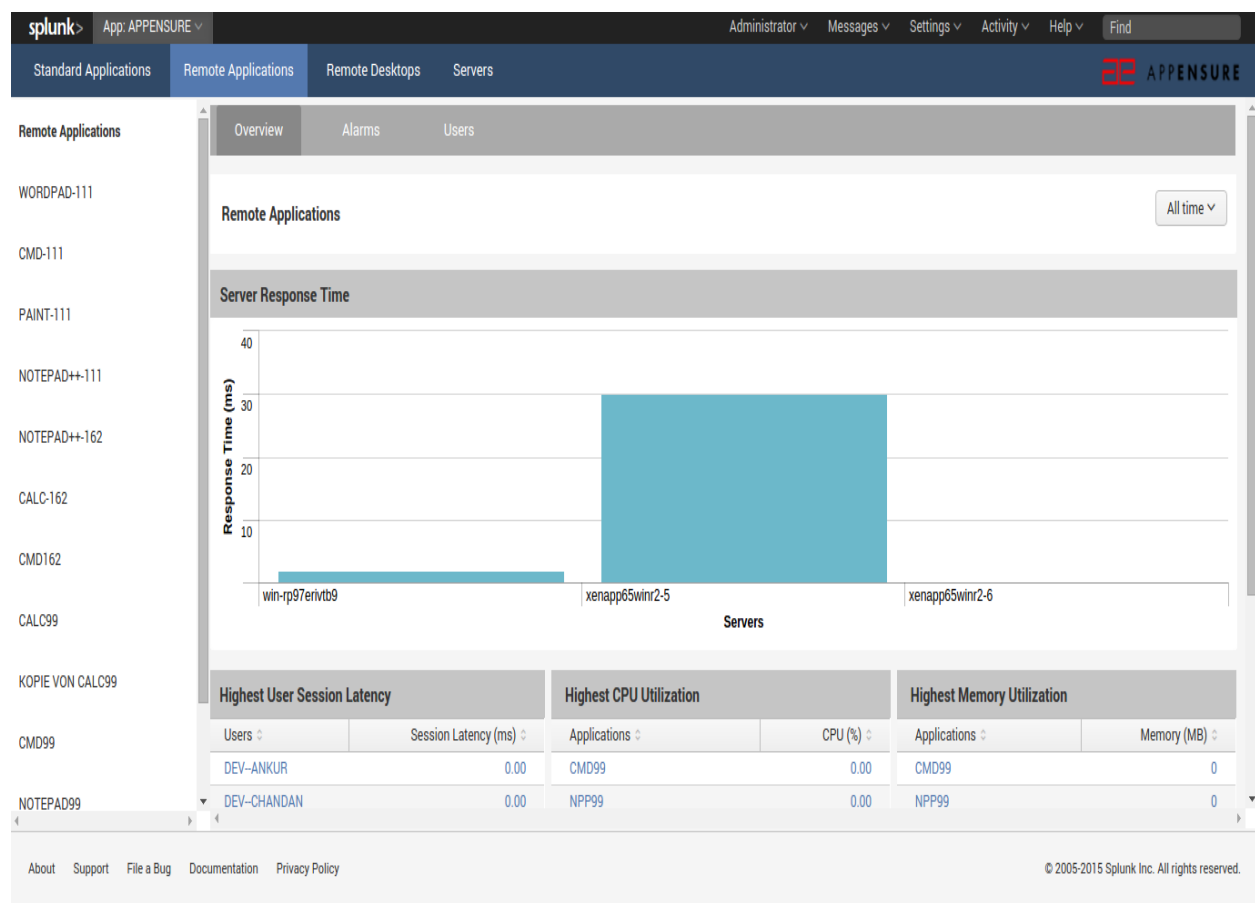 splunk> App: APPENSURE Administrator Messages Settings Activity Help Find
Standard Applications Remote Applications Remote Desktops Servers APPENSURE
Remote Applications
WORDPAD-111
CMD-111
PAINT-111
NOTEPAD++-111
NOTEPAD++-162
CALC-162
CMD162
CALC99
KOPIE VON CALC99
CMD99
NOTEPAD99
Overview Alarms Users
Remote Applications All time
Server Response Time
Response Time (ms)
40
30
20
10
win-rp97erivtb9 xenapp65winr2-5 xenapp65winr2-6
Servers
Highest User Session Latency
Users Session Latency (ms)
DEV--ANKUR 0.00
DEV--CHANDAN 0.00
Highest CPU Utilization
Applications CPU (%)
CMD99 0.00
NPP99 0.00
Highest Memory Utilization
Applications Memory (MB)
CMD99 0
NPP99 0
About Support File a Bug Documentation Privacy Policy © 2005-2015 Splunk Inc. All rights reserved.